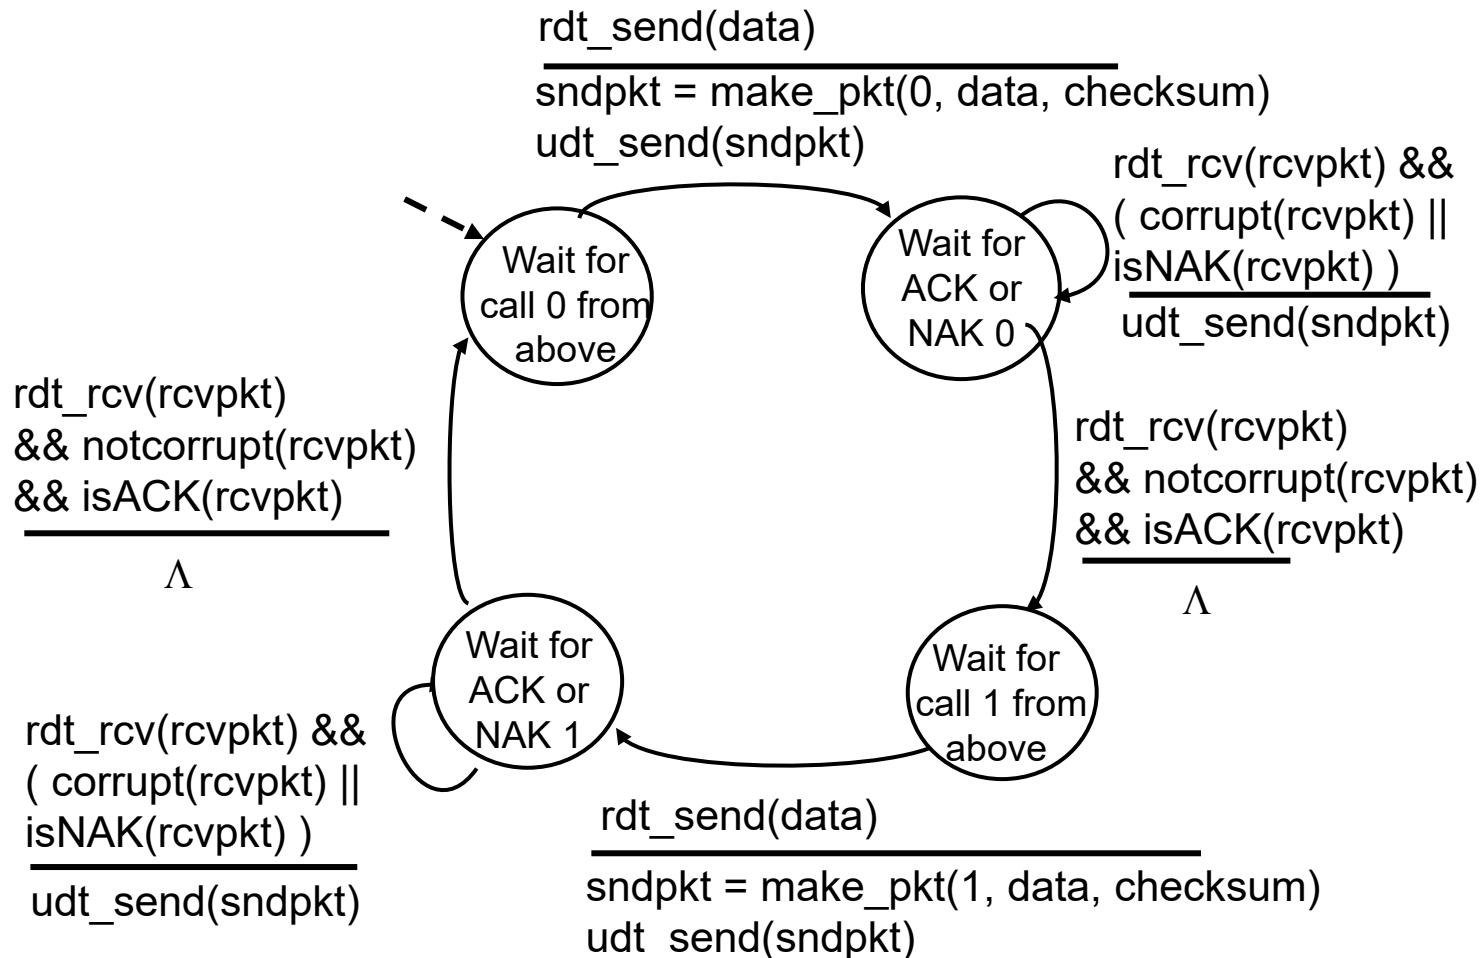 rdt_send(data)
sndpkt = make_pkt(0, data, checksum)
udt_send(sndpkt)
rdt_rcv(rcvpkt) &&
( corrupt(rcvpkt) ||
isNAK(rcvpkt) )
udt_send(sndpkt)
Wait for
call 0 from
above
Wait for
ACK or
NAK 0
rdt_rcv(rcvpkt)
&& notcorrupt(rcvpkt)
&& isACK(rcvpkt)
Λ
rdt_rcv(rcvpkt)
&& notcorrupt(rcvpkt)
&& isACK(rcvpkt)
Λ
Wait for
ACK or
NAK 1
Wait for
call 1 from
above
rdt_rcv(rcvpkt) &&
( corrupt(rcvpkt) ||
isNAK(rcvpkt) )
udt_send(sndpkt)
rdt_send(data)
sndpkt = make_pkt(1, data, checksum)
udt send(sndpkt)